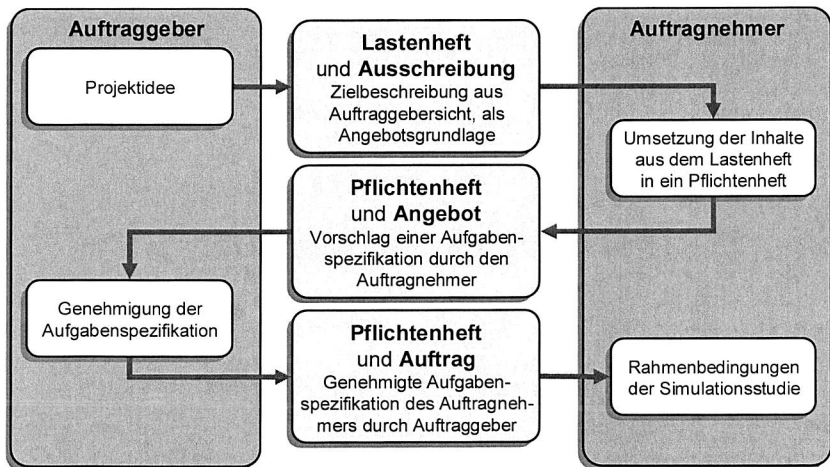 Auftraggeber
Projektidee
Lastenheft
und Ausschreibung
Zielbeschreibung aus
Auftraggebersicht, als
Angebotsgrundlage
Auftragnehmer
Umsetzung der Inhalte
aus dem Lastenheft
in ein Pflichtenheft
Pflichtenheft
und Angebot
Vorschlag einer Aufgaben-
spezifikation durch den
Auftragnehmer
Genehmigung der
Aufgabenspezifikation
Pflichtenheft
und Auftrag
Genehmigte Aufgaben-
spezifikation des Auftragneh-
mers durch Auftraggeber
Rahmenbedingungen
der Simulationsstudie